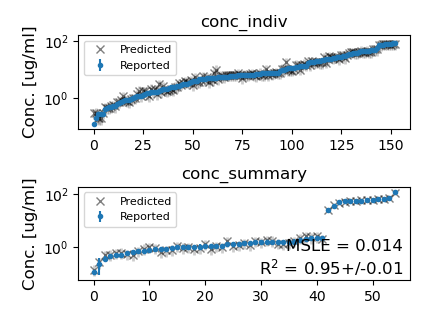 conc_indiv
Conc. [ug/ml]
10²
10⁰
Predicted
Reported
0 25 50 75 100 125 150
conc_summary
Conc. [ug/ml]
10²
10⁰
Predicted
Reported
MSLE = 0.014
R² = 0.95+/-0.01
0 10 20 30 40 50